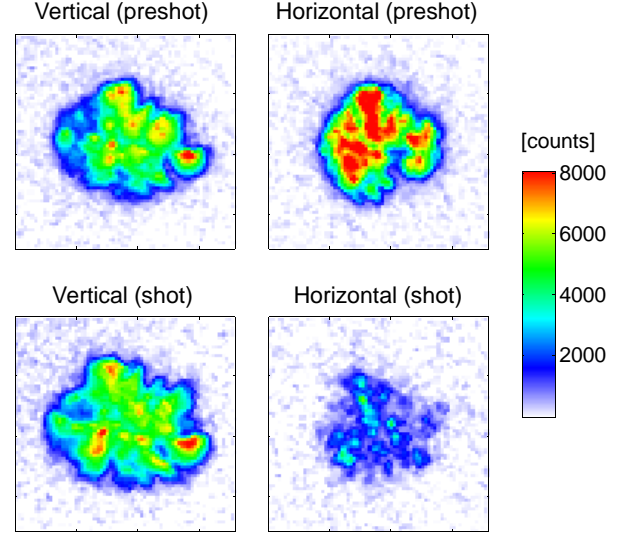 Vertical (preshot)
Horizontal (preshot)
[counts]
8000
6000
4000
2000
Vertical (shot)
Horizontal (shot)